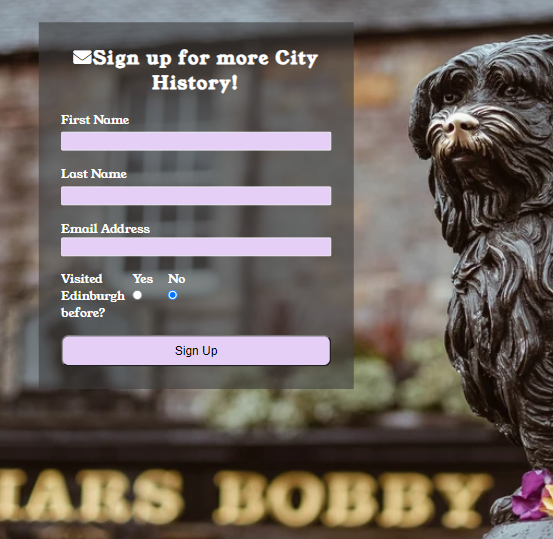 Sign up for more City
History!
First Name
Last Name
Email Address
Visited Yes No
Edinburgh
before?
Sign Up
IARS BOBBY